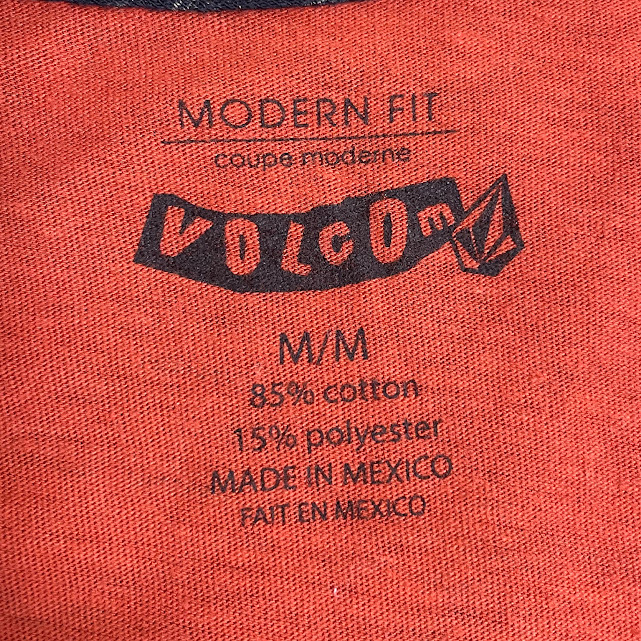 MODERN FIT
coupe moderne
VOLCOm
M/M
85% cotton
15% polyester
MADE IN MEXICO
FAIT EN MEXICO